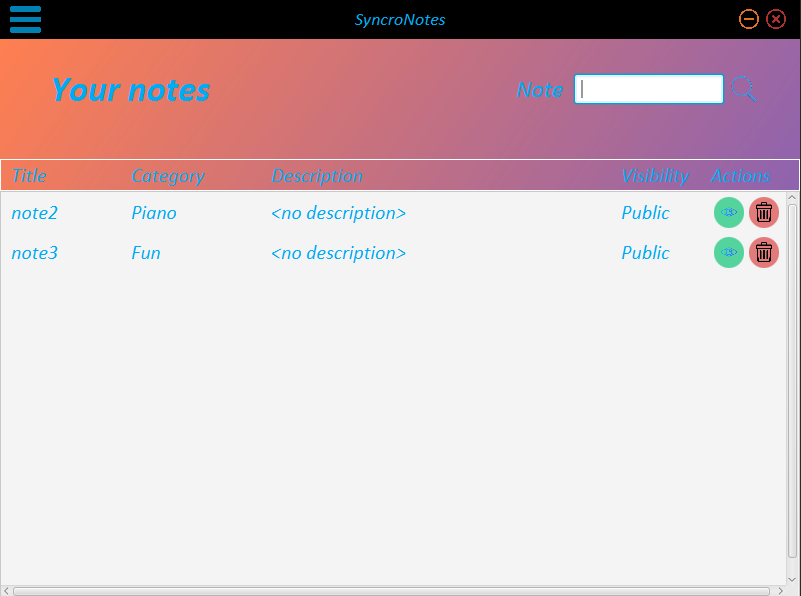 SyncroNotes
Your notes Note
Title Category Description Visibility Actions
note2 Piano <no description> Public
note3 Fun <no description> Public